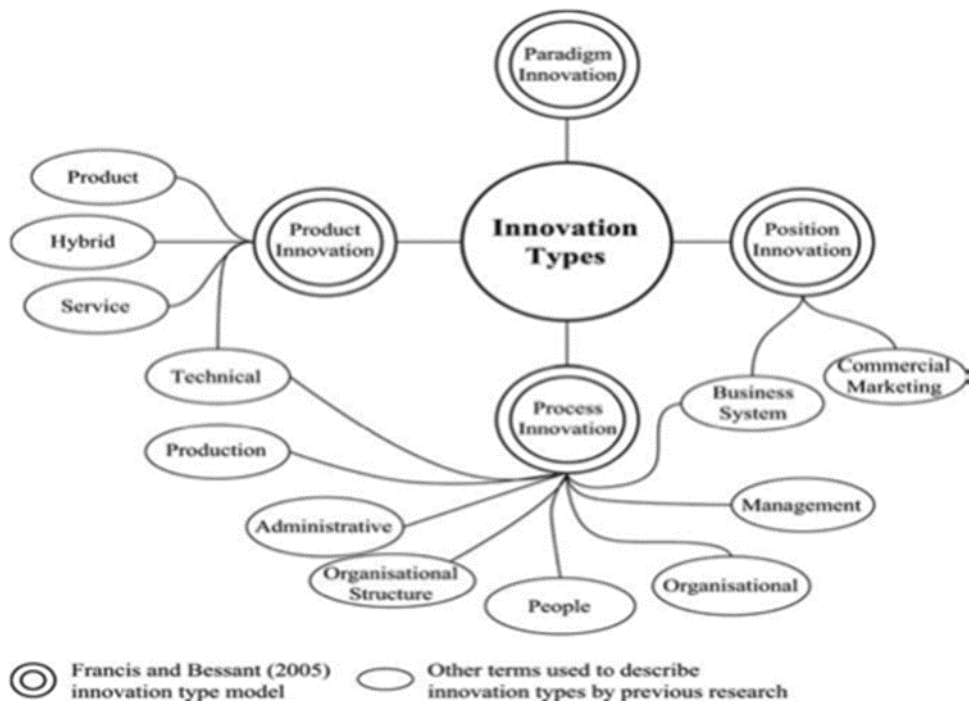 Paradigm
Innovation
Product
Hybrid
Service
Product
Innovation
Innovation
Types
Position
Innovation
Technical
Process
Innovation
Business
System
Commercial
Marketing
Production
Administrative
Organisational
Structure
People
Organisational
Management
Francis and Bessant (2005)
innovation type model
Other terms used to describe
innovation types by previous research